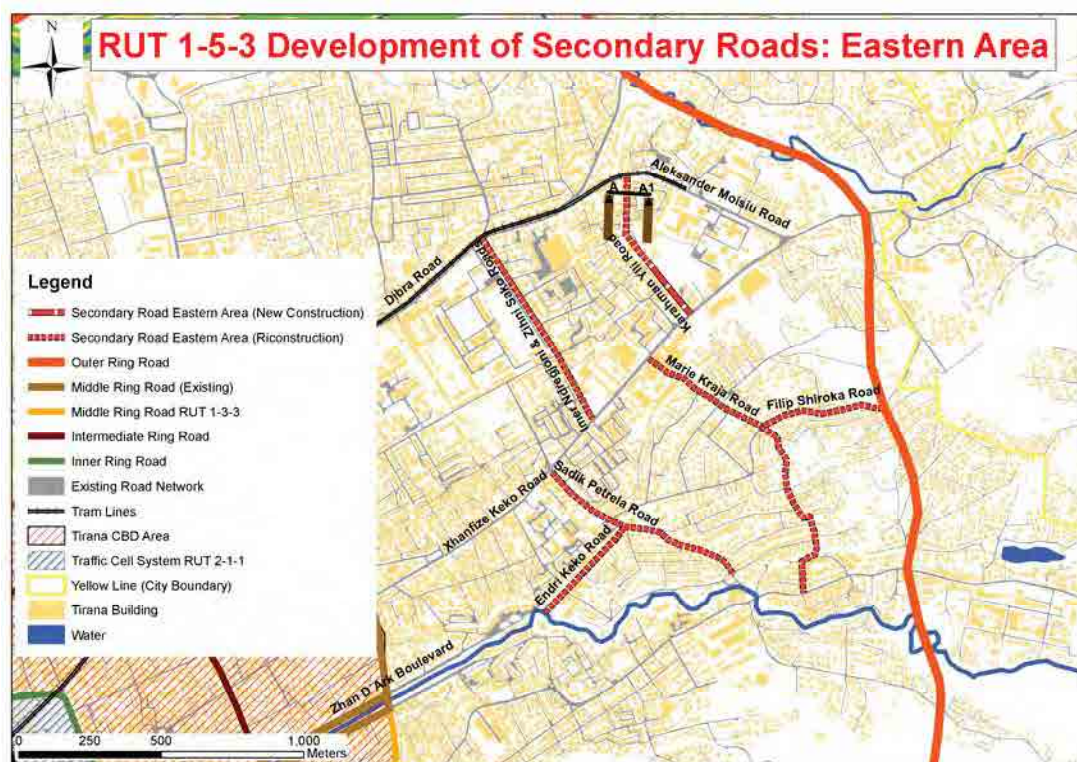 RUT 1-5-3 Development of Secondary Roads: Eastern Area
N
Aleksander Moisiu Road
A A1
Karahman Ylli Road
Dibra Road
Imer Ndregjoni & Zihni Sako Roads
Marie Kraja Road
Filip Shiroka Road
Sadik Petrela Road
Xhanfize Keko Road
Endri Keko Road
Zhan D`Ark Boulevard
Legend
Secondary Road Eastern Area (New Construction)
Secondary Road Eastern Area (Riconstruction)
Outer Ring Road
Middle Ring Road (Existing)
Middle Ring Road RUT 1-3-3
Intermediate Ring Road
Inner Ring Road
Existing Road Network
Tram Lines
Tirana CBD Area
Traffic Cell System RUT 2-1-1
Yellow Line (City Boundary)
Tirana Building
Water
0 250 500 1,000
Meters